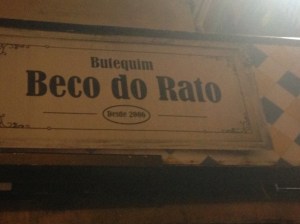 Butequim
Beco do Rato
Desde 2006